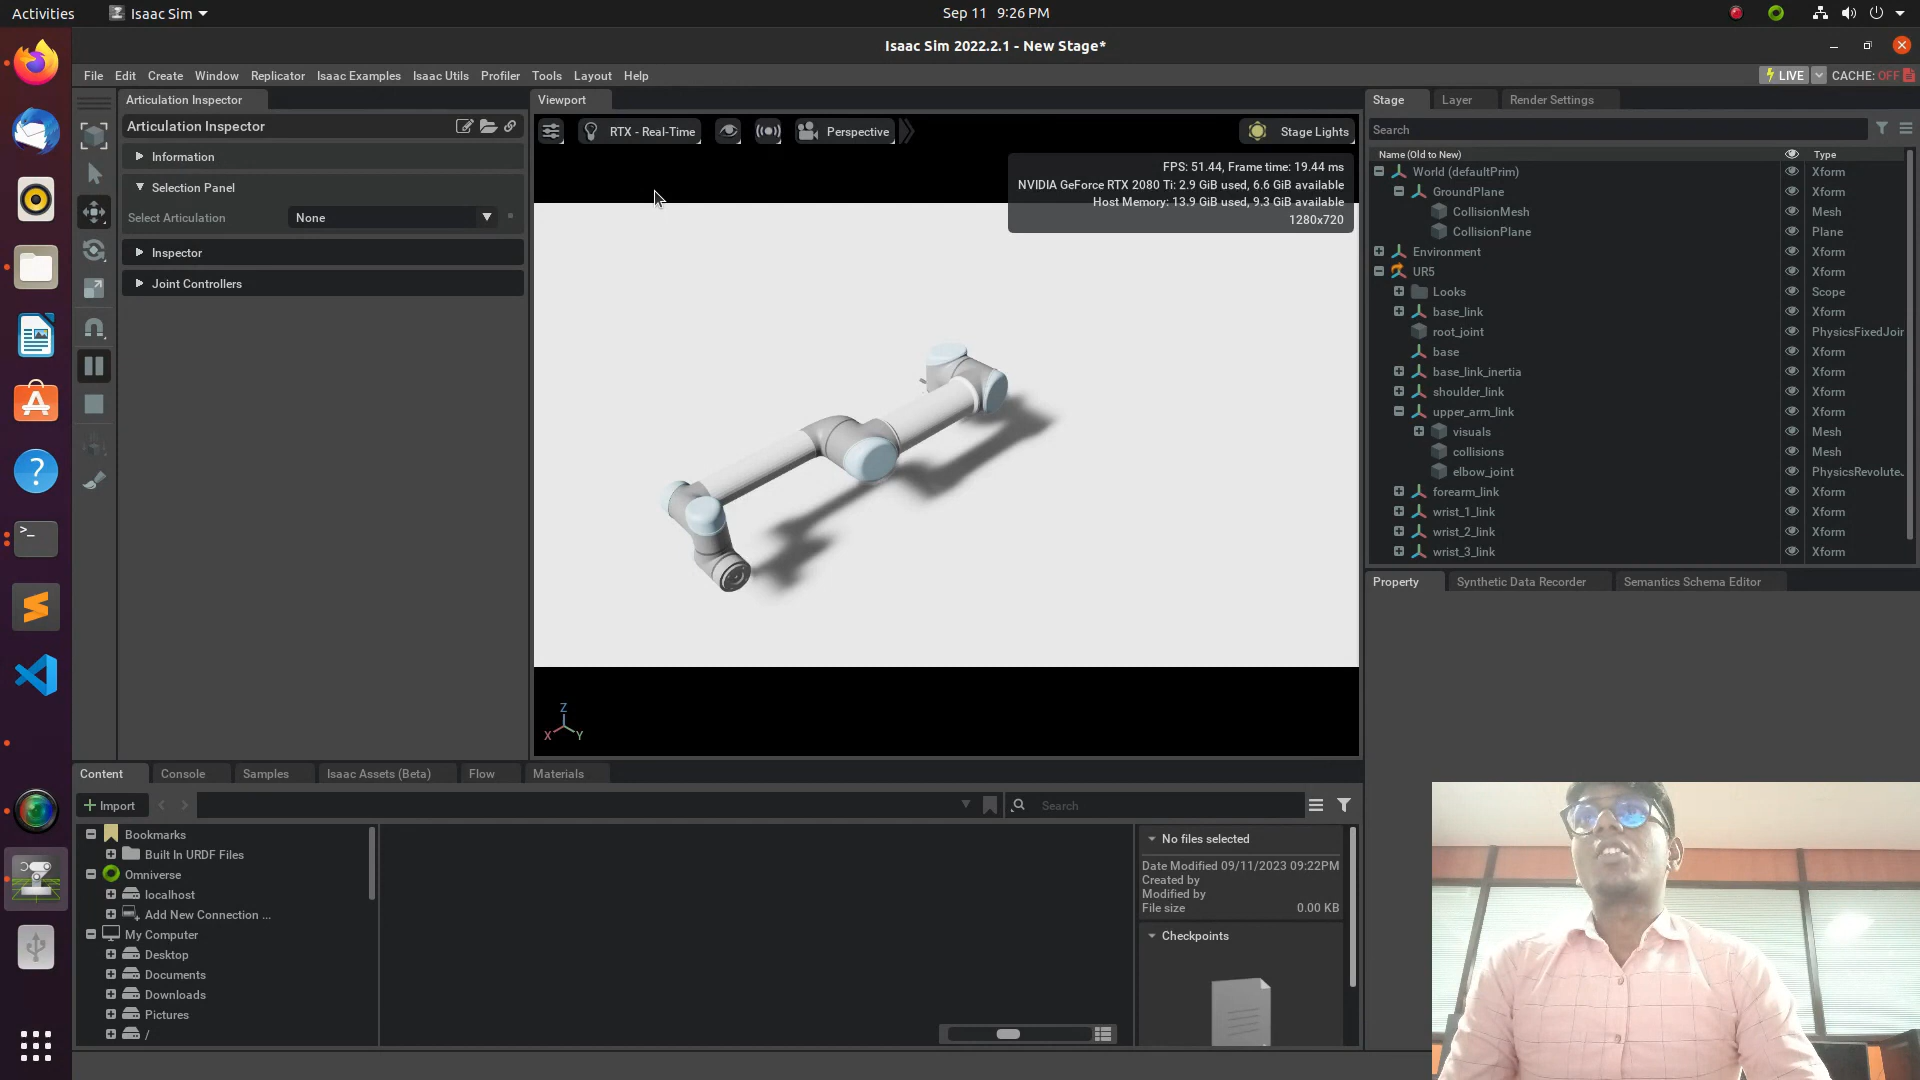 Activities
Isaac Sim
Sep 11 9:26 PM
Isaac Sim 2022.2.1 - New Stage*
File Edit Create Window Replicator Isaac Examples Isaac Utils Profiler Tools Layout Help
LIVE CACHE: OFF
Articulation Inspector
Articulation Inspector
Information
Selection Panel
Select Articulation None
Inspector
Joint Controllers
Viewport
RTX - Real-Time
Perspective
Stage Lights
FPS: 51.44, Frame time: 19.44 ms
NVIDIA GeForce RTX 2080 Ti: 2.9 GiB used, 6.6 GiB available
Host Memory: 13.9 GiB used, 9.3 GiB available
1280x720
Z
X Y
Stage Layer Render Settings
Search
Name (Old to New) Type
World (defaultPrim) Xform
GroundPlane Xform
CollisionMesh Mesh
CollisionPlane Plane
Environment Xform
UR5 Xform
Looks Scope
base_link Xform
root_joint PhysicsFixedJoir
base Xform
base_link_inertia Xform
shoulder_link Xform
upper_arm_link Xform
visuals Mesh
collisions Mesh
elbow_joint PhysicsRevolute.
forearm_link Xform
wrist_1_link Xform
wrist_2_link Xform
wrist_3_link Xform
Property Synthetic Data Recorder Semantics Schema Editor
Content Console Samples Isaac Assets (Beta) Flow Materials
+ Import
Search
Bookmarks
Built In URDF Files
Omniverse
localhost
Add New Connection ...
My Computer
Desktop
Documents
Downloads
Pictures
/
No files selected
Date Modified 09/11/2023 09:22PM
Created by
Modified by
File size 0.00 KB
Checkpoints